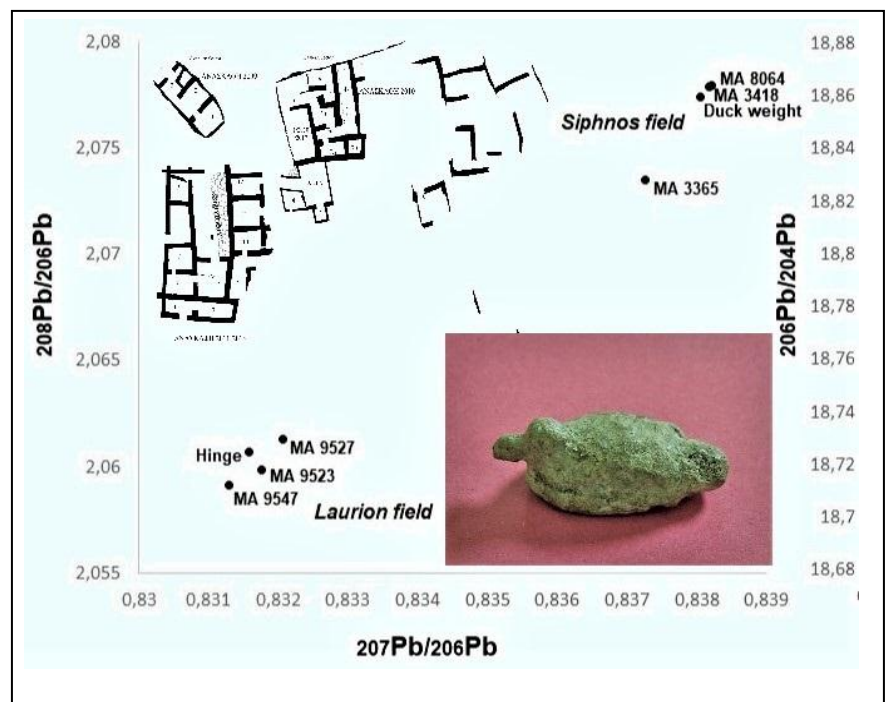 2,08
2,075
2,07
2,065
2,06
2,055
208Pb/206Pb
ΑΝΑΣΚΑΦΗ 2010
Siphnos field
MA 8064
MA 3418
Duck weight
MA 3365
Hinge
MA 9527
MA 9523
MA 9547
Laurion field
18,88
18,86
18,84
18,82
18,8
18,78
18,76
18,74
18,72
18,7
18,68
206Pb/204Pb
0,83
0,831
0,832
0,833
0,834
0,835
0,836
0,837
0,838
0,839
207Pb/206Pb